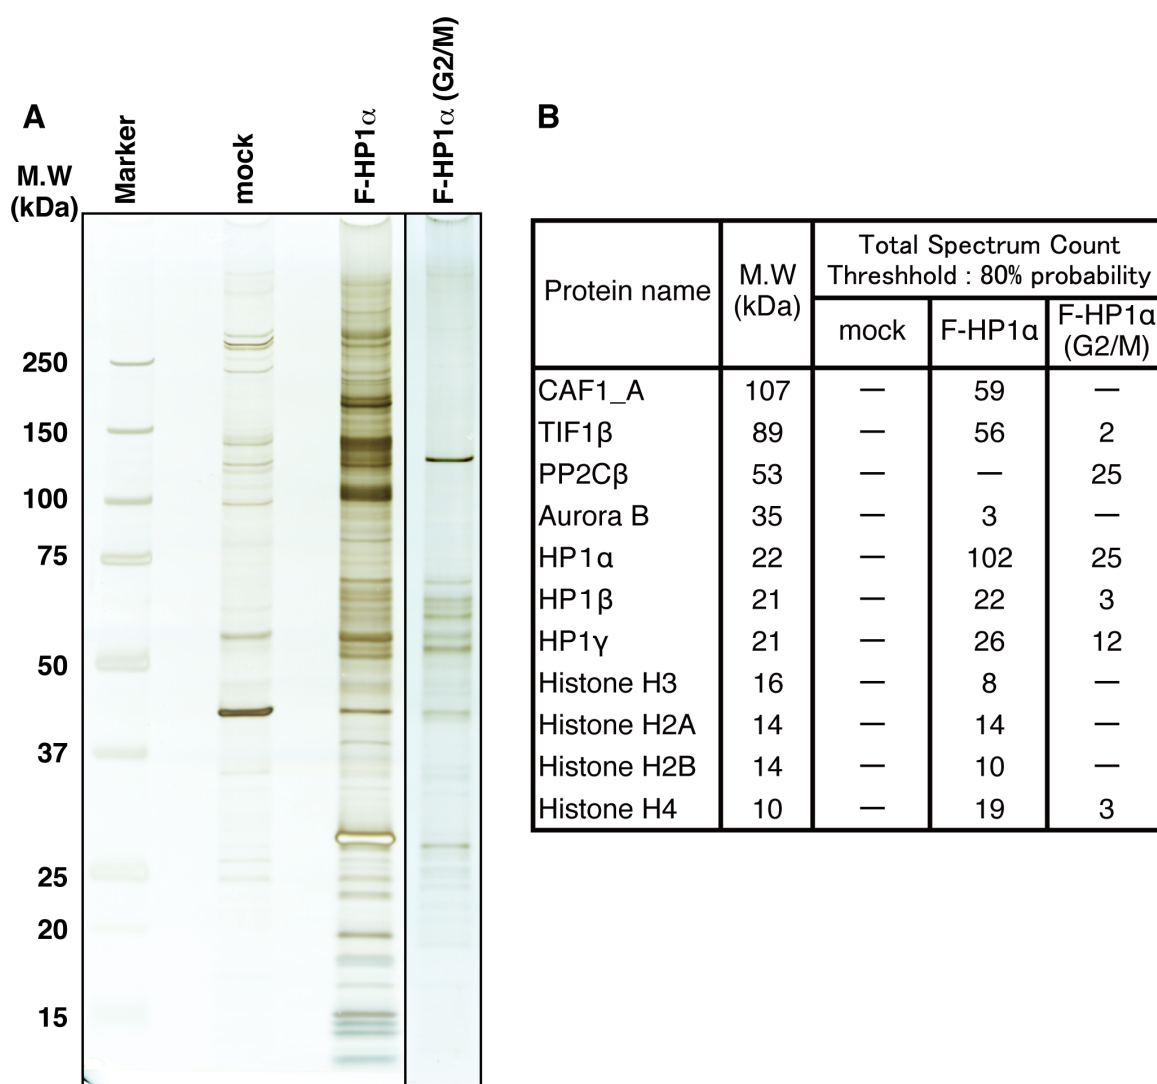 A
M.W
(kDa)
Marker
mock
F-HP1α
F-HP1α (G2/M)
250
150
100
75
50
37
25
20
15
B
Protein name
M.W
(kDa)
Total Spectrum Count
Threshhold : 80% probability
mock
F-HP1α
F-HP1α
(G2/M)
CAF1_A 107 — 59 —
TIF1β 89 — 56 2
PP2Cβ 53 — — 25
Aurora B 35 — 3 —
HP1α 22 — 102 25
HP1β 21 — 22 3
HP1γ 21 — 26 12
Histone H3 16 — 8 —
Histone H2A 14 — 14 —
Histone H2B 14 — 10 —
Histone H4 10 — 19 3